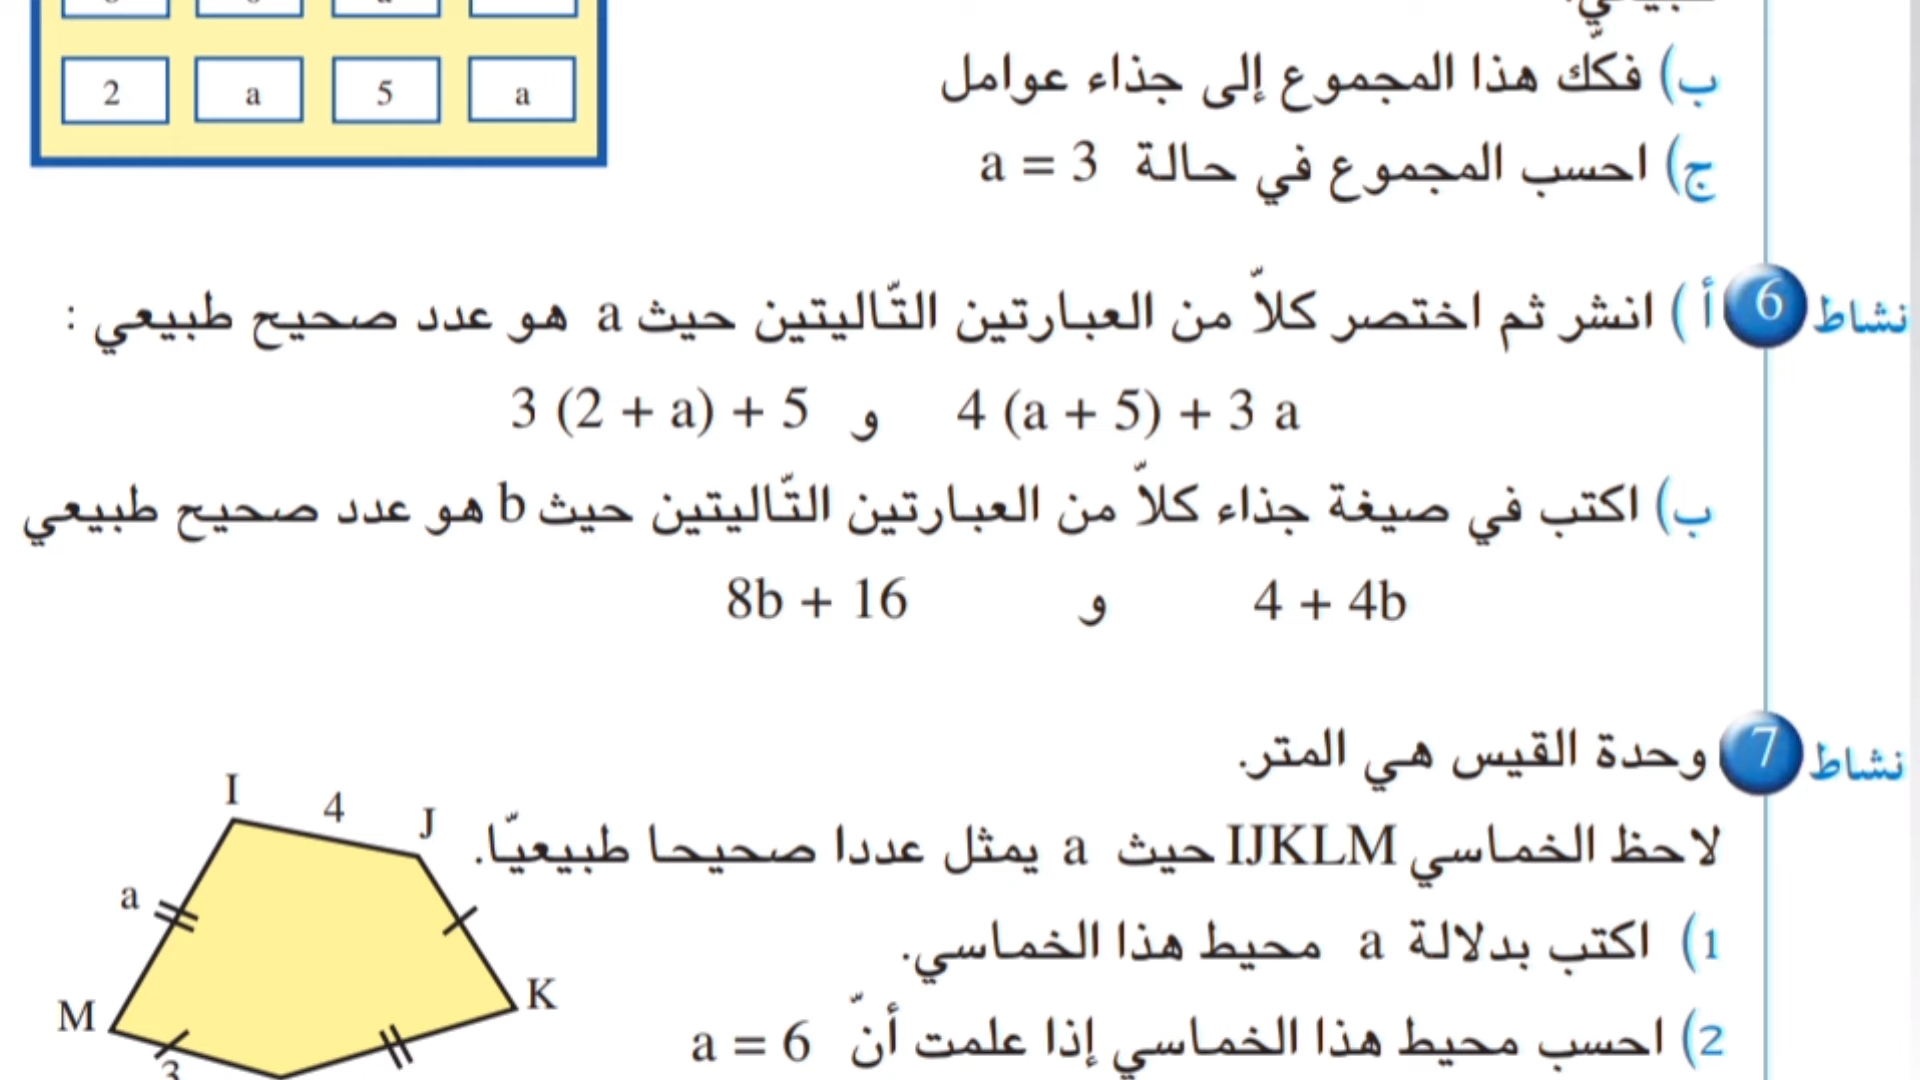 2 a 5 a
ب) فكّك هذا المجموع إلى جذاء عوامل
ج) احسب المجموع في حالة a = 3
نشاط 6 أ ) انشر ثم اختصر كلاّ من العبارتين التّاليتين حيث a هو عدد صحيح طبيعي :
4 (a + 5) + 3 a و 3 (2 + a) + 5
ب) اكتب في صيغة جذاء كلاّ من العبارتين التّاليتين حيث b هو عدد صحيح طبيعي
4 + 4b و 8b + 16
نشاط 7 وحدة القيس هي المتر.
لاحظ الخماسي IJKLM حيث a يمثل عددا صحيحا طبيعيّا.
1) اكتب بدلالة a محيط هذا الخماسي.
2) احسب محيط هذا الخماسي إذا علمت أنّ a = 6
I
4
J
a
K
M
3